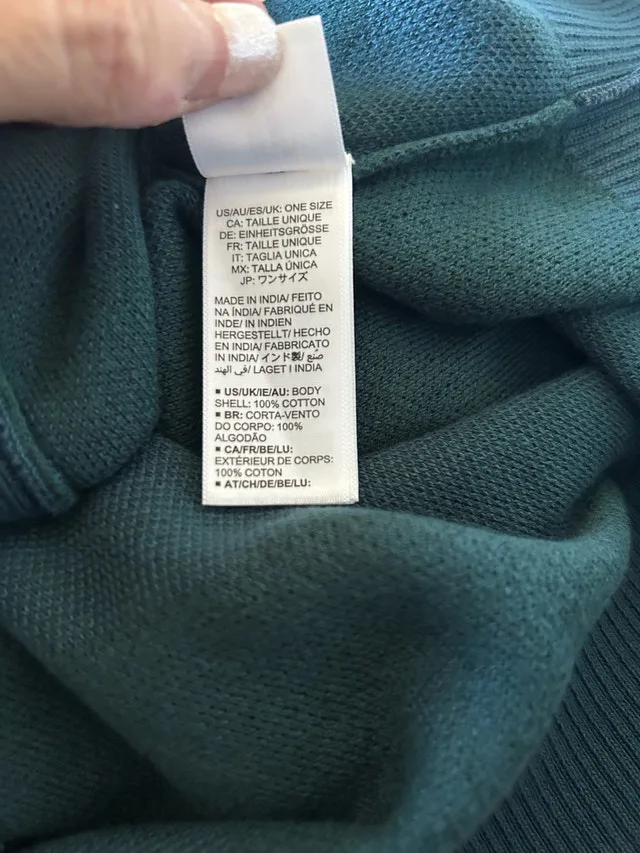 US/AU/ES/UK: ONE SIZE
CA: TAILLE UNIQUE
DE: EINHEITSGRÖSSE
FR: TAILLE UNIQUE
IT: TAGLIA UNICA
MX: TALLA ÚNICA
JP: ワンサイズ
MADE IN INDIA/ FEITO
NA ÍNDIA/ FABRIQUÉ EN
INDE/ IN INDIEN
HERGESTELLT/ HECHO
EN INDIA/ FABBRICATO
IN INDIA/ インド製/ صنع
في الهند/ LAGET I INDIA
▪ US/UK/IE/AU: BODY
SHELL: 100% COTTON
▪ BR: CORTA-VENTO
DO CORPO: 100%
ALGODÃO
▪ CA/FR/BE/LU:
EXTÉRIEUR DE CORPS:
100% COTON
▪ AT/CH/DE/BE/LU: